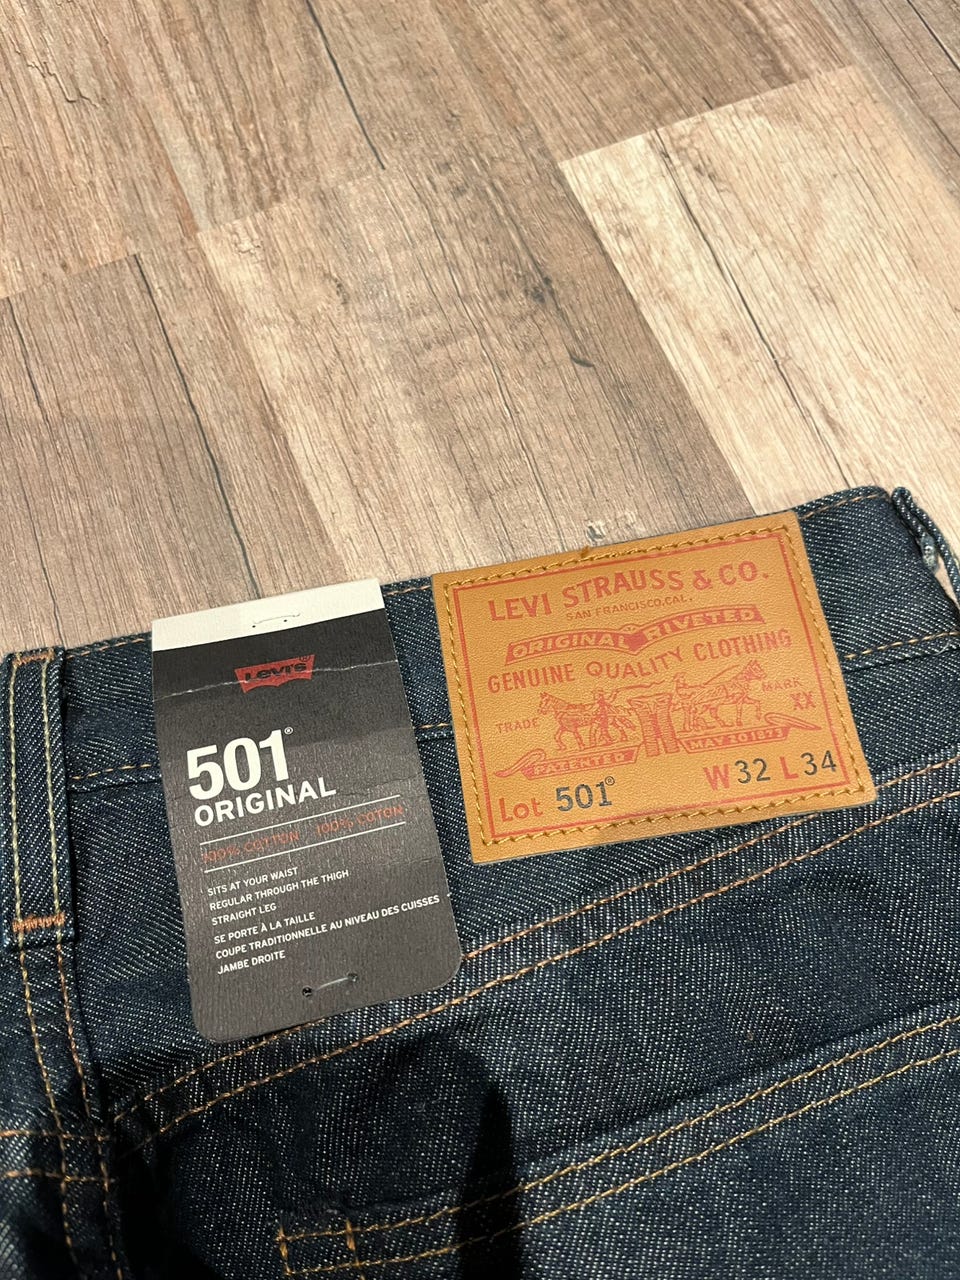 Levi's®
501®
ORIGINAL
100% COTTON 100% COTON
SITS AT YOUR WAIST
REGULAR THROUGH THE THIGH
STRAIGHT LEG
SE PORTE À LA TAILLE
COUPE TRADITIONNELLE AU NIVEAU DES CUISSES
JAMBE DROITE
LEVI STRAUSS & CO.
SAN FRANCISCO, CAL.
ORIGINAL RIVETED
GENUINE QUALITY CLOTHING
TRADE MARK
XX
PATENTED MAY 20 1873
Lot 501® W 32 L 34